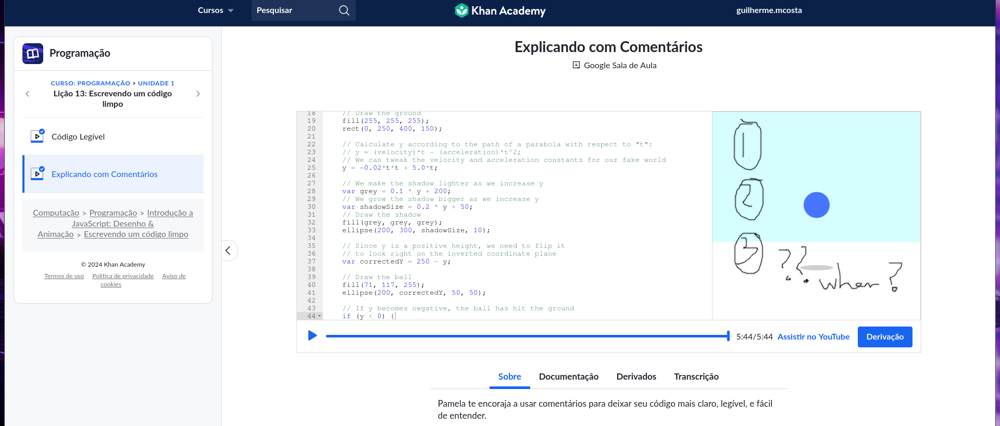 Cursos
Pesquisar
Khan Academy
guilherme.mcosta
Programação
CURSO: PROGRAMAÇÃO > UNIDADE 1
Lição 13: Escrevendo um código
limpo
Código Legível
Explicando com Comentários
Computação > Programação > Introdução a
JavaScript: Desenho &
Animação > Escrevendo um código limpo
© 2024 Khan Academy
Termos de uso Política de privacidade Aviso de
cookies
Explicando com Comentários
Google Sala de Aula
18 // Draw the ground
19 fill(255, 255, 255);
20 rect(0, 250, 400, 150);
21
22 // Calculate y according to the path of a parabola with respect to "t":
23 // y = (velocity)*t - (acceleration)*t^2;
24 // We can tweak the velocity and acceleration constants for our fake world
25 y = -0.02*t*t + 5.0*t;
26
27 // We make the shadow lighter as we increase y
28 var grey = 0.1 * y + 200;
29 // We grow the shadow bigger as we increase y
30 var shadowSize = 0.2 * y + 50;
31 // Draw the shadow
32 fill(grey, grey, grey);
33 ellipse(200, 300, shadowSize, 10);
34
35 // Since y is a positive height, we need to flip it
36 // to look right on the inverted coordinate plane
37 var correctedY = 250 - y;
38
39 // Draw the ball
40 fill(71, 117, 255);
41 ellipse(200, correctedY, 50, 50);
42
43 // If y becomes negative, the ball has hit the ground
44 if (y < 0) {
1
2
3 ?? when?
5:44/5:44 Assistir no YouTube Derivação
Sobre Documentação Derivados Transcrição
Pamela te encoraja a usar comentários para deixar seu código mais claro, legível, e fácil
de entender.